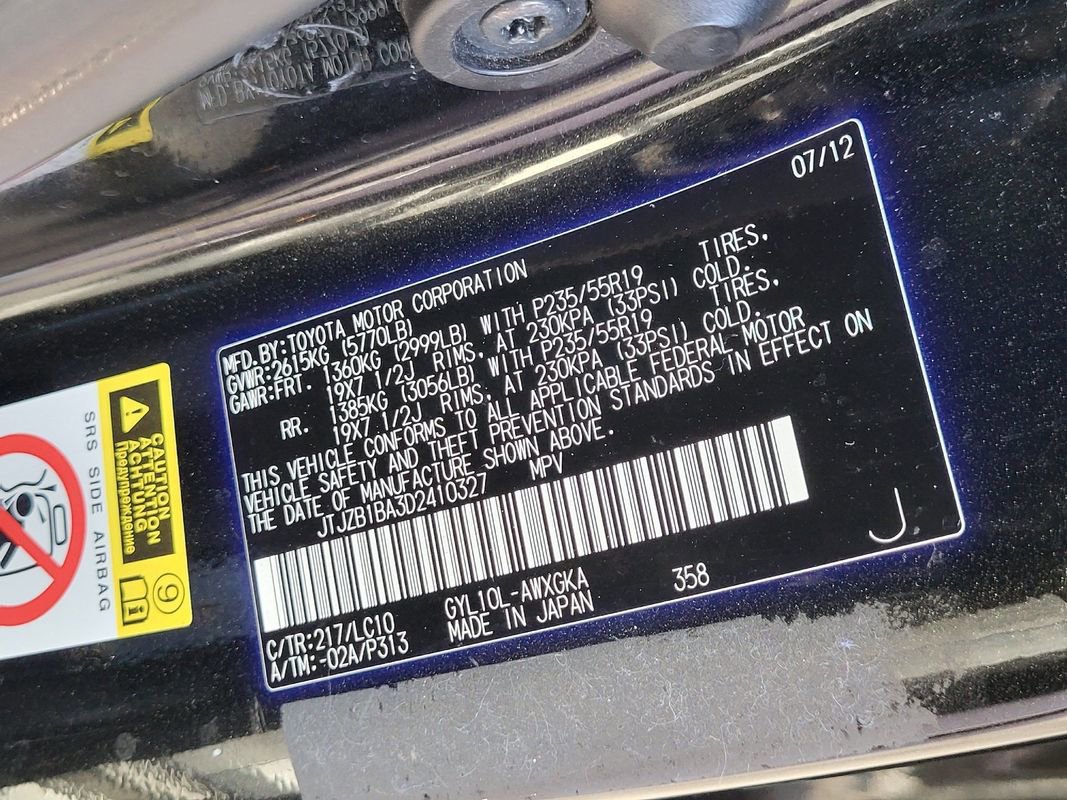 07/12
MFD.BY:TOYOTA MOTOR CORPORATION
GVWR:2615KG (5770LB)
GAWR:FRT. 1360KG (2999LB) WITH P235/55R19 TIRES,
19X7 1/2J RIMS, AT 230KPA (33PSI) COLD.
RR. 1385KG (3056LB) WITH P235/55R19 TIRES,
19X7 1/2J RIMS, AT 230KPA (33PSI) COLD.
THIS VEHICLE CONFORMS TO ALL APPLICABLE FEDERAL MOTOR
VEHICLE SAFETY AND THEFT PREVENTION STANDARDS IN EFFECT ON
THE DATE OF MANUFACTURE SHOWN ABOVE.
JTJZB1BA3D2410327 MPV
C/TR:217/LC10 GYL10L-AWXGKA 358
A/TM:-02A/P313 MADE IN JAPAN
J
CAUTION
ATTENTION
ACHTUNG
Предупреждение
9
SRS SIDE AIRBAG